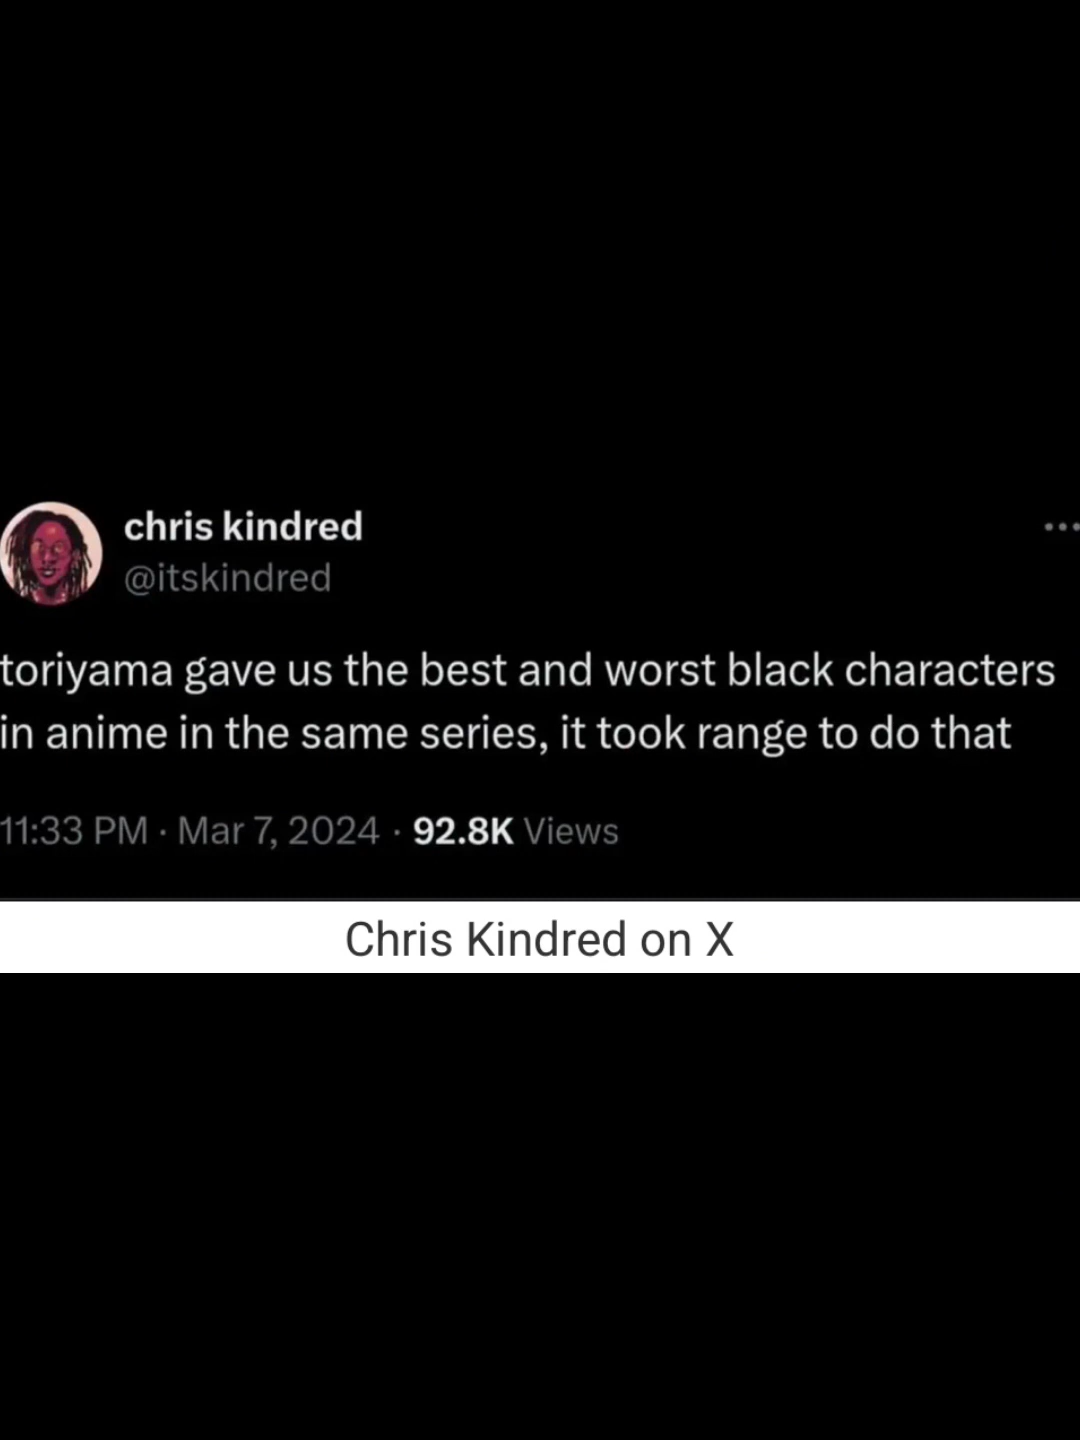 chris kindred
@itskindred
toriyama gave us the best and worst black characters
in anime in the same series, it took range to do that
11:33 PM · Mar 7, 2024 · 92.8K Views
Chris Kindred on X